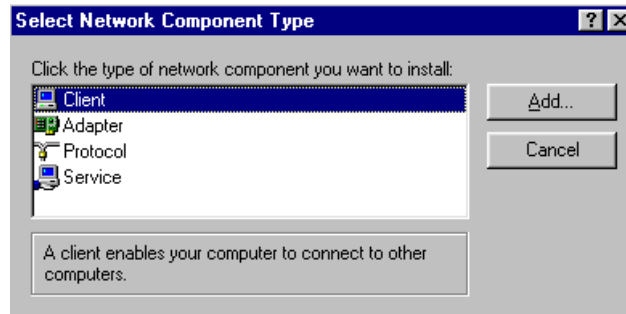 Select Network Component Type
Click the type of network component you want to install:
Client
Adapter
Protocol
Service
Add...
Cancel
A client enables your computer to connect to other
computers.